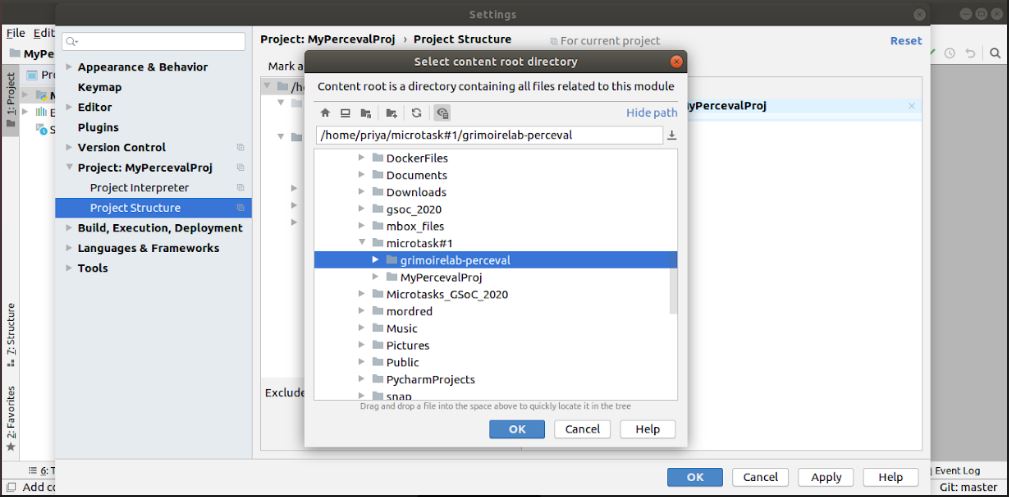 Settings
File Edit
MyPe
Project: MyPercevalProj › Project Structure
For current project
Reset
Appearance & Behavior
Keymap
Editor
Plugins
Version Control
Project: MyPercevalProj
Project Interpreter
Project Structure
Build, Execution, Deployment
Languages & Frameworks
Tools
Mark a
/h
MyPercevalProj
Exclude
Select content root directory
Content root is a directory containing all files related to this module
Hide path
/home/priya/microtask#1/grimoirelab-perceval
DockerFiles
Documents
Downloads
gsoc_2020
mbox_files
microtask#1
grimoirelab-perceval
MyPercevalProj
Microtasks_GSoC_2020
mordred
Music
Pictures
Public
PycharmProjects
snap
Drag and drop a file into the space above to quickly locate it in the tree
OK Cancel Help
OK Cancel Apply Help
1: Project
Pro
M
E
S
7: Structure
2: Favorites
6: T
Event Log
Add co
Git: master